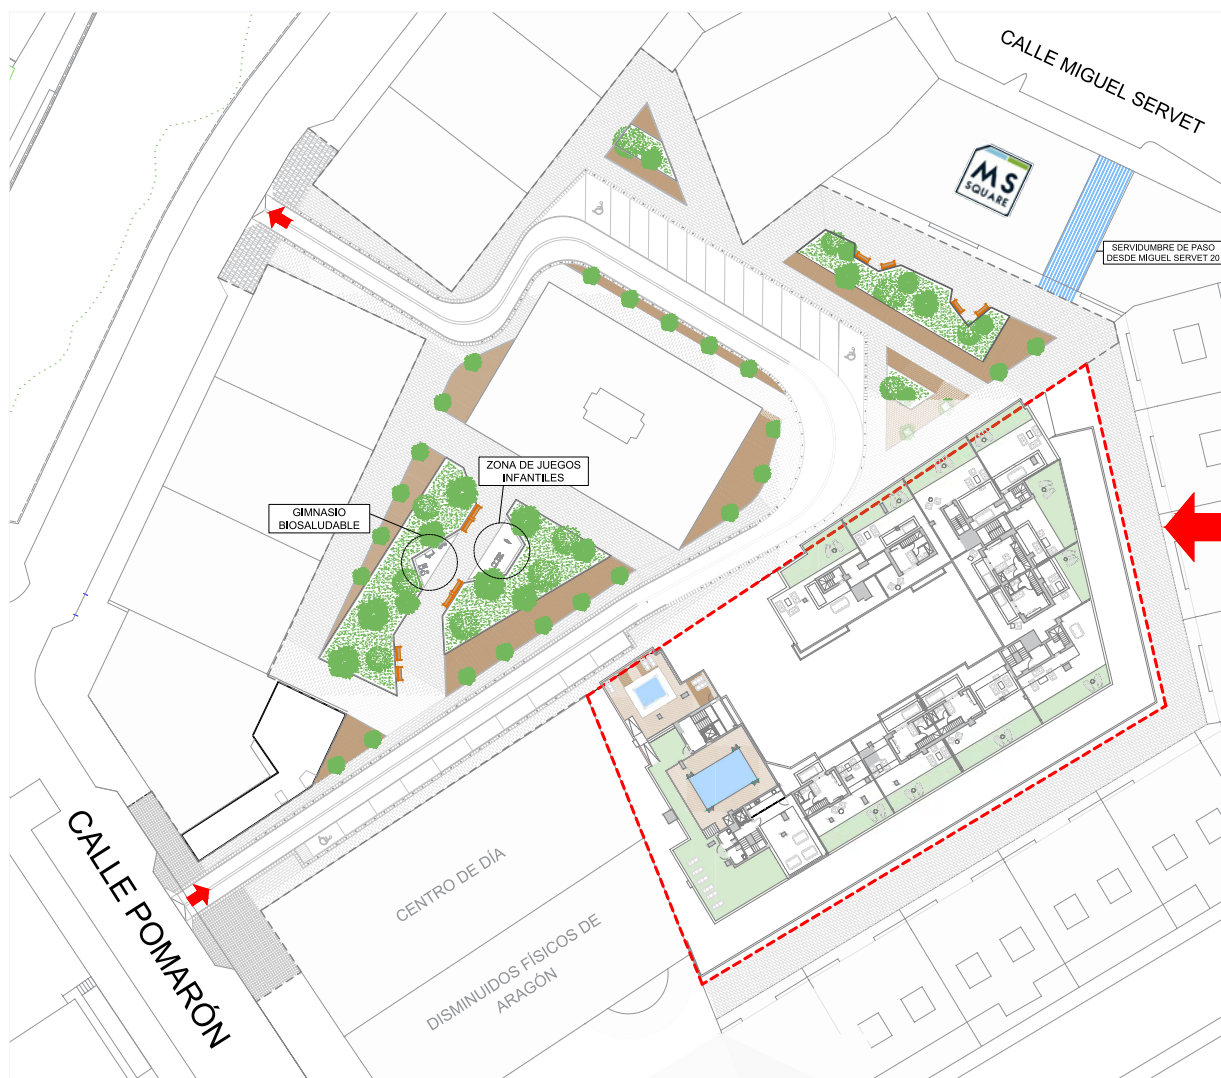 CALLE MIGUEL SERVET
MS
SQUARE
SERVIDUMBRE DE PASO
DESDE MIGUEL SERVET 20
ZONA DE JUEGOS
INFANTILES
GIMNASIO
BIOSALUDABLE
CALLE POMARÓN
CENTRO DE DÍA
DISMINUIDOS FÍSICOS DE
ARAGÓN